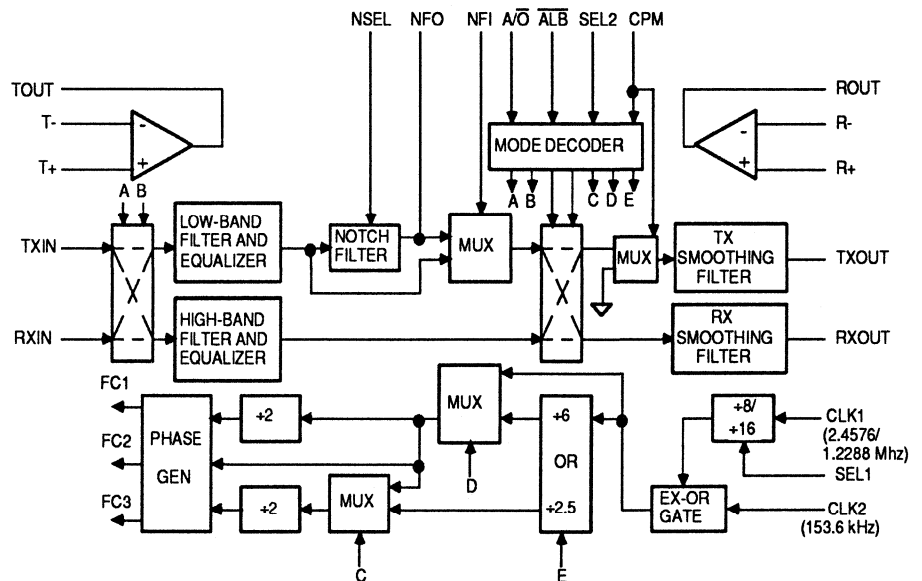 NSEL NFO NFI A/O̅ A̅L̅B̅ SEL2 CPM
TOUT
T-
T+
-
+
ROUT
R-
R+
-
+
MODE DECODER
A B C D E
A B
TXIN
RXIN
LOW-BAND
FILTER AND
EQUALIZER
NOTCH
FILTER
MUX
MUX
TX
SMOOTHING
FILTER
TXOUT
HIGH-BAND
FILTER AND
EQUALIZER
RX
SMOOTHING
FILTER
RXOUT
FC1
FC2
FC3
PHASE
GEN
÷2
÷2
MUX
D
MUX
C
÷6
OR
÷2.5
E
÷8/
÷16
EX-OR
GATE
CLK1
(2.4576/
1.2288 Mhz)
SEL1
CLK2
(153.6 kHz)